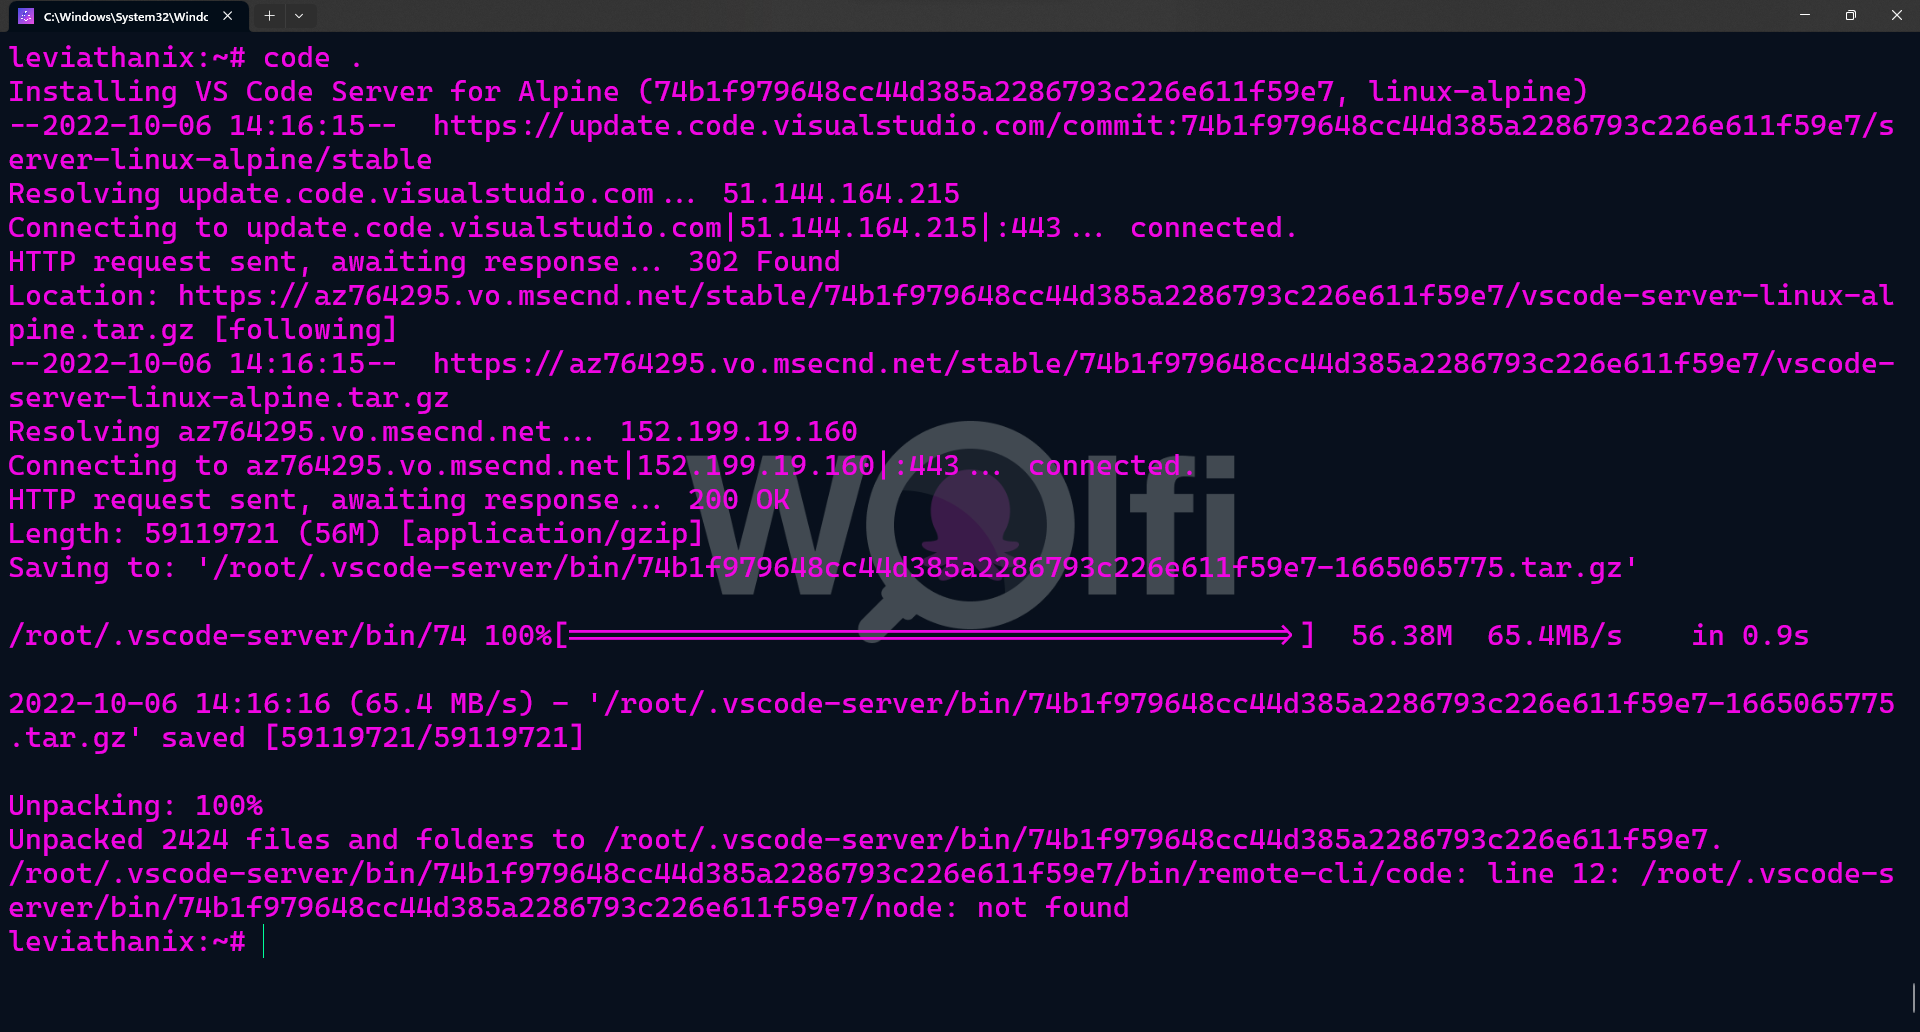 C:\Windows\System32\Windc
leviathanix:~# code .
Installing VS Code Server for Alpine (74b1f979648cc44d385a2286793c226e611f59e7, linux-alpine)
--2022-10-06 14:16:15--  https://update.code.visualstudio.com/commit:74b1f979648cc44d385a2286793c226e611f59e7/s
erver-linux-alpine/stable
Resolving update.code.visualstudio.com... 51.144.164.215
Connecting to update.code.visualstudio.com|51.144.164.215|:443... connected.
HTTP request sent, awaiting response... 302 Found
Location: https://az764295.vo.msecnd.net/stable/74b1f979648cc44d385a2286793c226e611f59e7/vscode-server-linux-al
pine.tar.gz [following]
--2022-10-06 14:16:15--  https://az764295.vo.msecnd.net/stable/74b1f979648cc44d385a2286793c226e611f59e7/vscode-
server-linux-alpine.tar.gz
Resolving az764295.vo.msecnd.net... 152.199.19.160
Connecting to az764295.vo.msecnd.net|152.199.19.160|:443... connected.
HTTP request sent, awaiting response... 200 OK
Length: 59119721 (56M) [application/gzip]
Saving to: '/root/.vscode-server/bin/74b1f979648cc44d385a2286793c226e611f59e7-1665065775.tar.gz'
/root/.vscode-server/bin/74 100%[==========================================>]  56.38M  65.4MB/s    in 0.9s
2022-10-06 14:16:16 (65.4 MB/s) - '/root/.vscode-server/bin/74b1f979648cc44d385a2286793c226e611f59e7-1665065775
.tar.gz' saved [59119721/59119721]
Unpacking: 100%
Unpacked 2424 files and folders to /root/.vscode-server/bin/74b1f979648cc44d385a2286793c226e611f59e7.
/root/.vscode-server/bin/74b1f979648cc44d385a2286793c226e611f59e7/bin/remote-cli/code: line 12: /root/.vscode-s
erver/bin/74b1f979648cc44d385a2286793c226e611f59e7/node: not found
leviathanix:~#
Wolfi